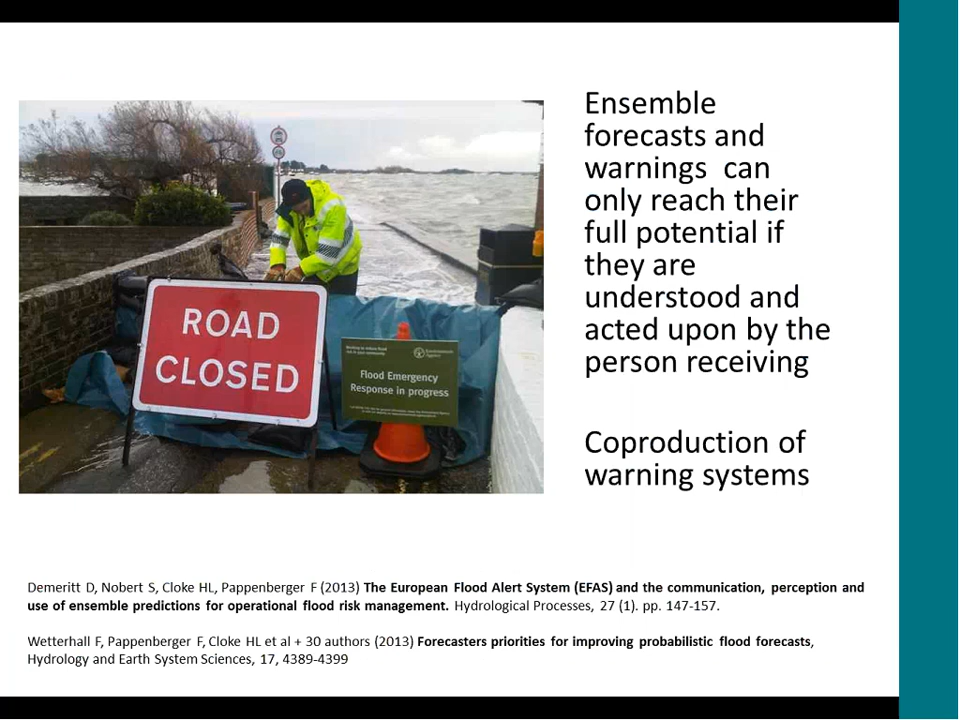 Ensemble
forecasts and
warnings  can
only reach their
full potential if
they are
understood and
acted upon by the
person receiving
Coproduction of
warning systems
ROAD
CLOSED
Environment
Agency
Flood Emergency
Response in progress
Demeritt D, Nobert S, Cloke HL, Pappenberger F (2013) The European Flood Alert System (EFAS) and the communication, perception and
use of ensemble predictions for operational flood risk management. Hydrological Processes, 27 (1). pp. 147-157.
Wetterhall F, Pappenberger F, Cloke HL et al + 30 authors (2013) Forecasters priorities for improving probabilistic flood forecasts,
Hydrology and Earth System Sciences, 17, 4389-4399